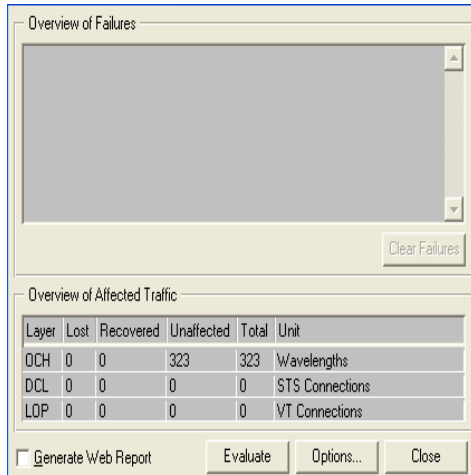 Overview of Failures
Clear Failures
Overview of Affected Traffic
Layer Lost Recovered Unaffected Total Unit
OCH 0 0 323 323 Wavelengths
DCL 0 0 0 0 STS Connections
LOP 0 0 0 0 VT Connections
Generate Web Report Evaluate Options... Close